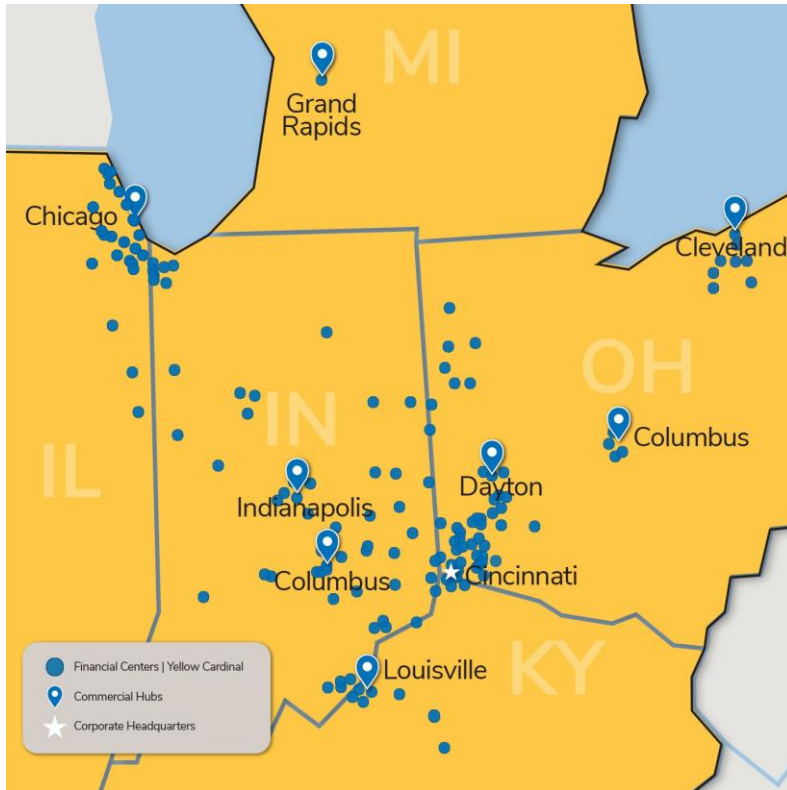 MI
Grand
Rapids
Chicago
Cleveland
OH
IN
Columbus
IL
Dayton
Indianapolis
Columbus
Cincinnati
Louisville
KY
Financial Centers | Yellow Cardinal
Commercial Hubs
Corporate Headquarters